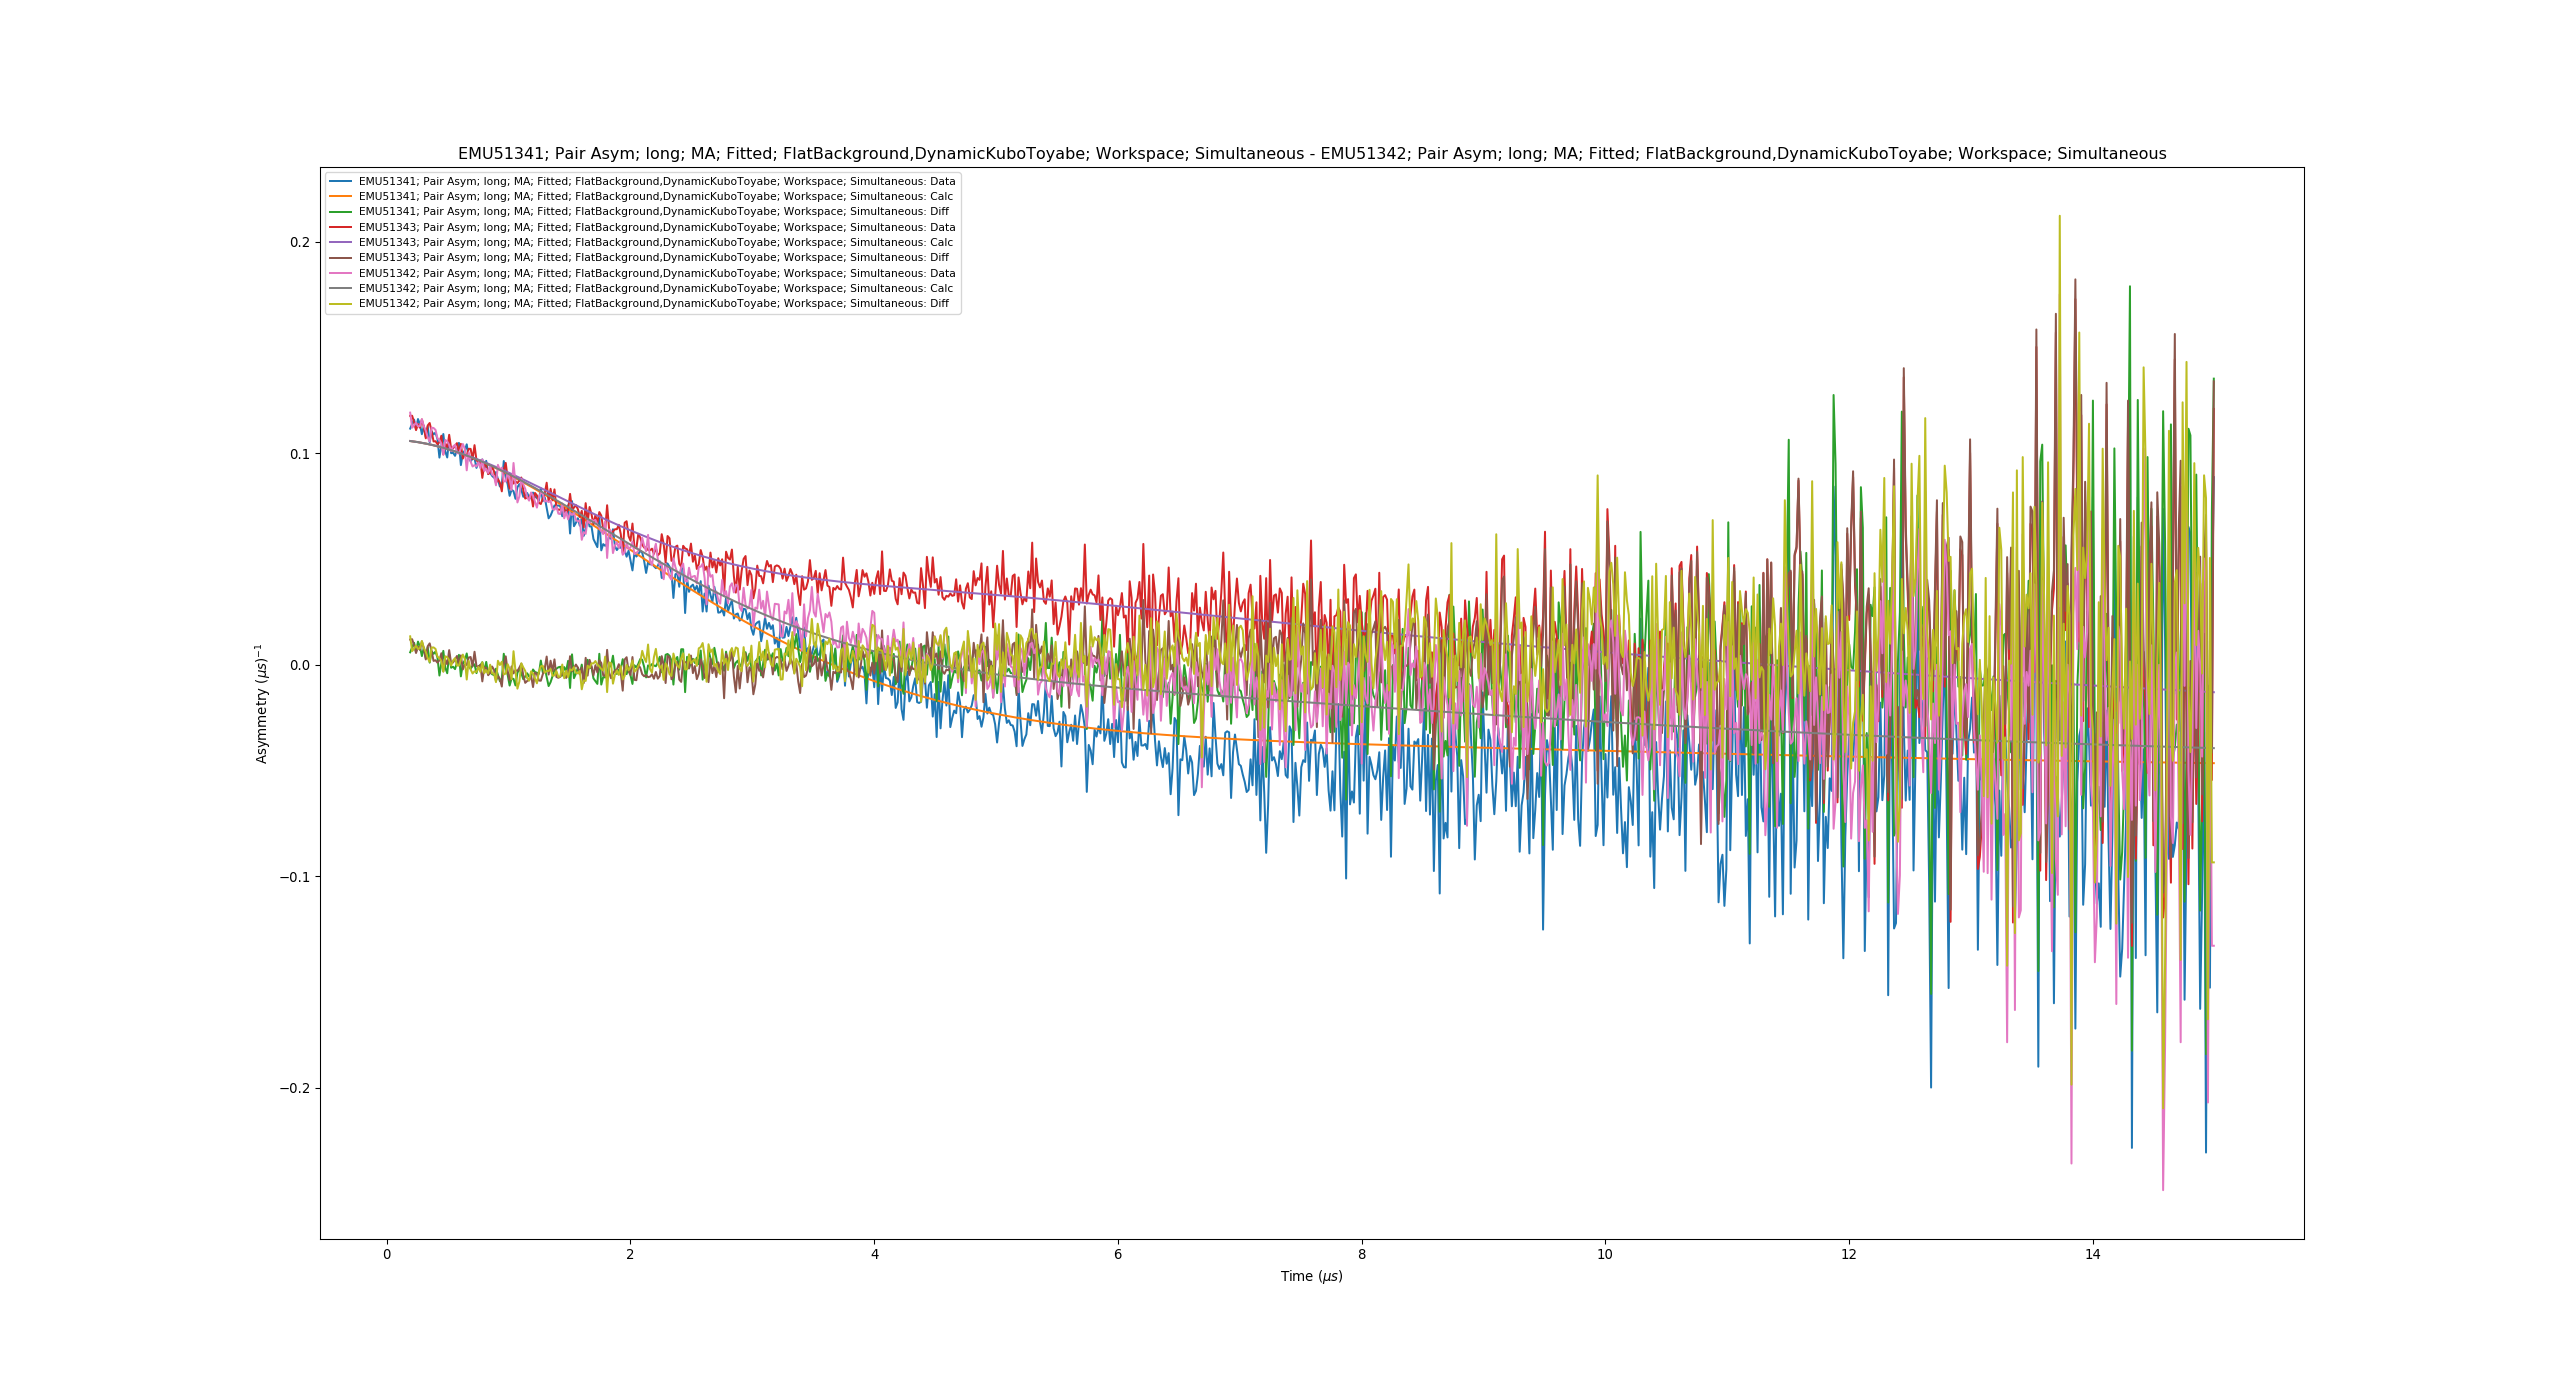 EMU51341; Pair Asym; long; MA; Fitted; FlatBackground,DynamicKuboToyabe; Workspace; Simultaneous - EMU51342; Pair Asym; long; MA; Fitted; FlatBackground,DynamicKuboToyabe; Workspace; Simultaneous
EMU51341; Pair Asym; long; MA; Fitted; FlatBackground,DynamicKuboToyabe; Workspace; Simultaneous: Data
EMU51341; Pair Asym; long; MA; Fitted; FlatBackground,DynamicKuboToyabe; Workspace; Simultaneous: Calc
EMU51341; Pair Asym; long; MA; Fitted; FlatBackground,DynamicKuboToyabe; Workspace; Simultaneous: Diff
EMU51343; Pair Asym; long; MA; Fitted; FlatBackground,DynamicKuboToyabe; Workspace; Simultaneous: Data
EMU51343; Pair Asym; long; MA; Fitted; FlatBackground,DynamicKuboToyabe; Workspace; Simultaneous: Calc
EMU51343; Pair Asym; long; MA; Fitted; FlatBackground,DynamicKuboToyabe; Workspace; Simultaneous: Diff
EMU51342; Pair Asym; long; MA; Fitted; FlatBackground,DynamicKuboToyabe; Workspace; Simultaneous: Data
EMU51342; Pair Asym; long; MA; Fitted; FlatBackground,DynamicKuboToyabe; Workspace; Simultaneous: Calc
EMU51342; Pair Asym; long; MA; Fitted; FlatBackground,DynamicKuboToyabe; Workspace; Simultaneous: Diff
0.2
0.1
0.0
−0.1
−0.2
Asymmetry (μs)⁻¹
0 2 4 6 8 10 12 14
Time (μs)